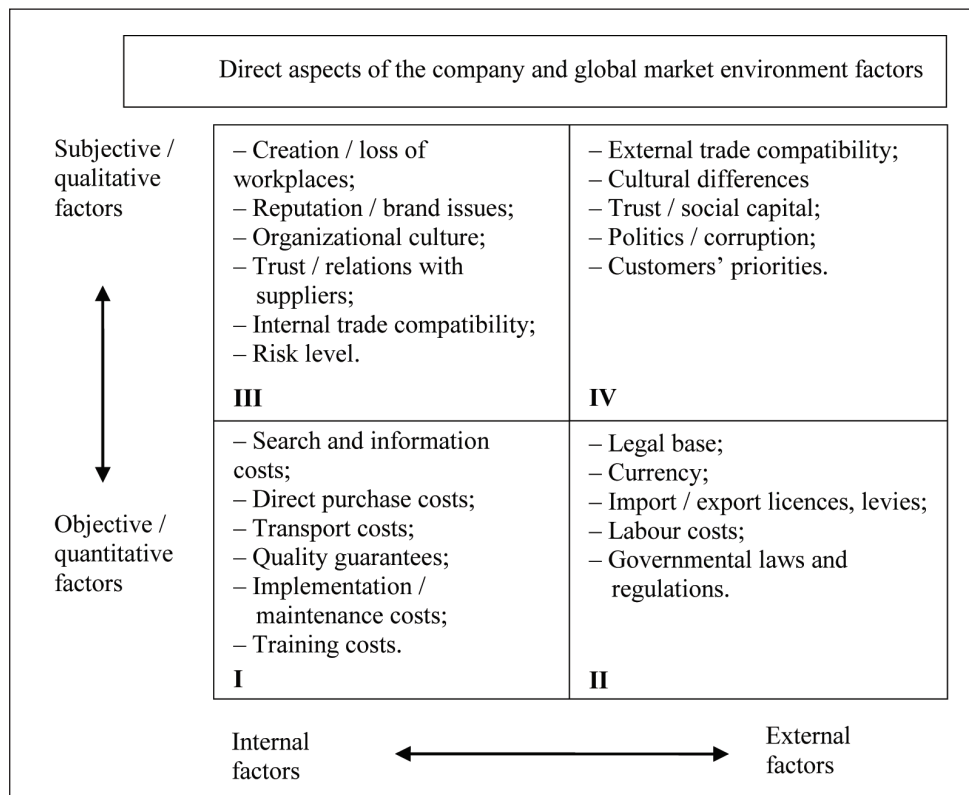 Direct aspects of the company and global market environment factors
Subjective /
qualitative
factors
– Creation / loss of
workplaces;
– Reputation / brand issues;
– Organizational culture;
– Trust / relations with
suppliers;
– Internal trade compatibility;
– Risk level.
III
– External trade compatibility;
– Cultural differences
– Trust / social capital;
– Politics / corruption;
– Customers’ priorities.
IV
Objective /
quantitative
factors
– Search and information
costs;
– Direct purchase costs;
– Transport costs;
– Quality guarantees;
– Implementation /
maintenance costs;
– Training costs.
I
– Legal base;
– Currency;
– Import / export licences, levies;
– Labour costs;
– Governmental laws and
regulations.
II
Internal
factors
External
factors